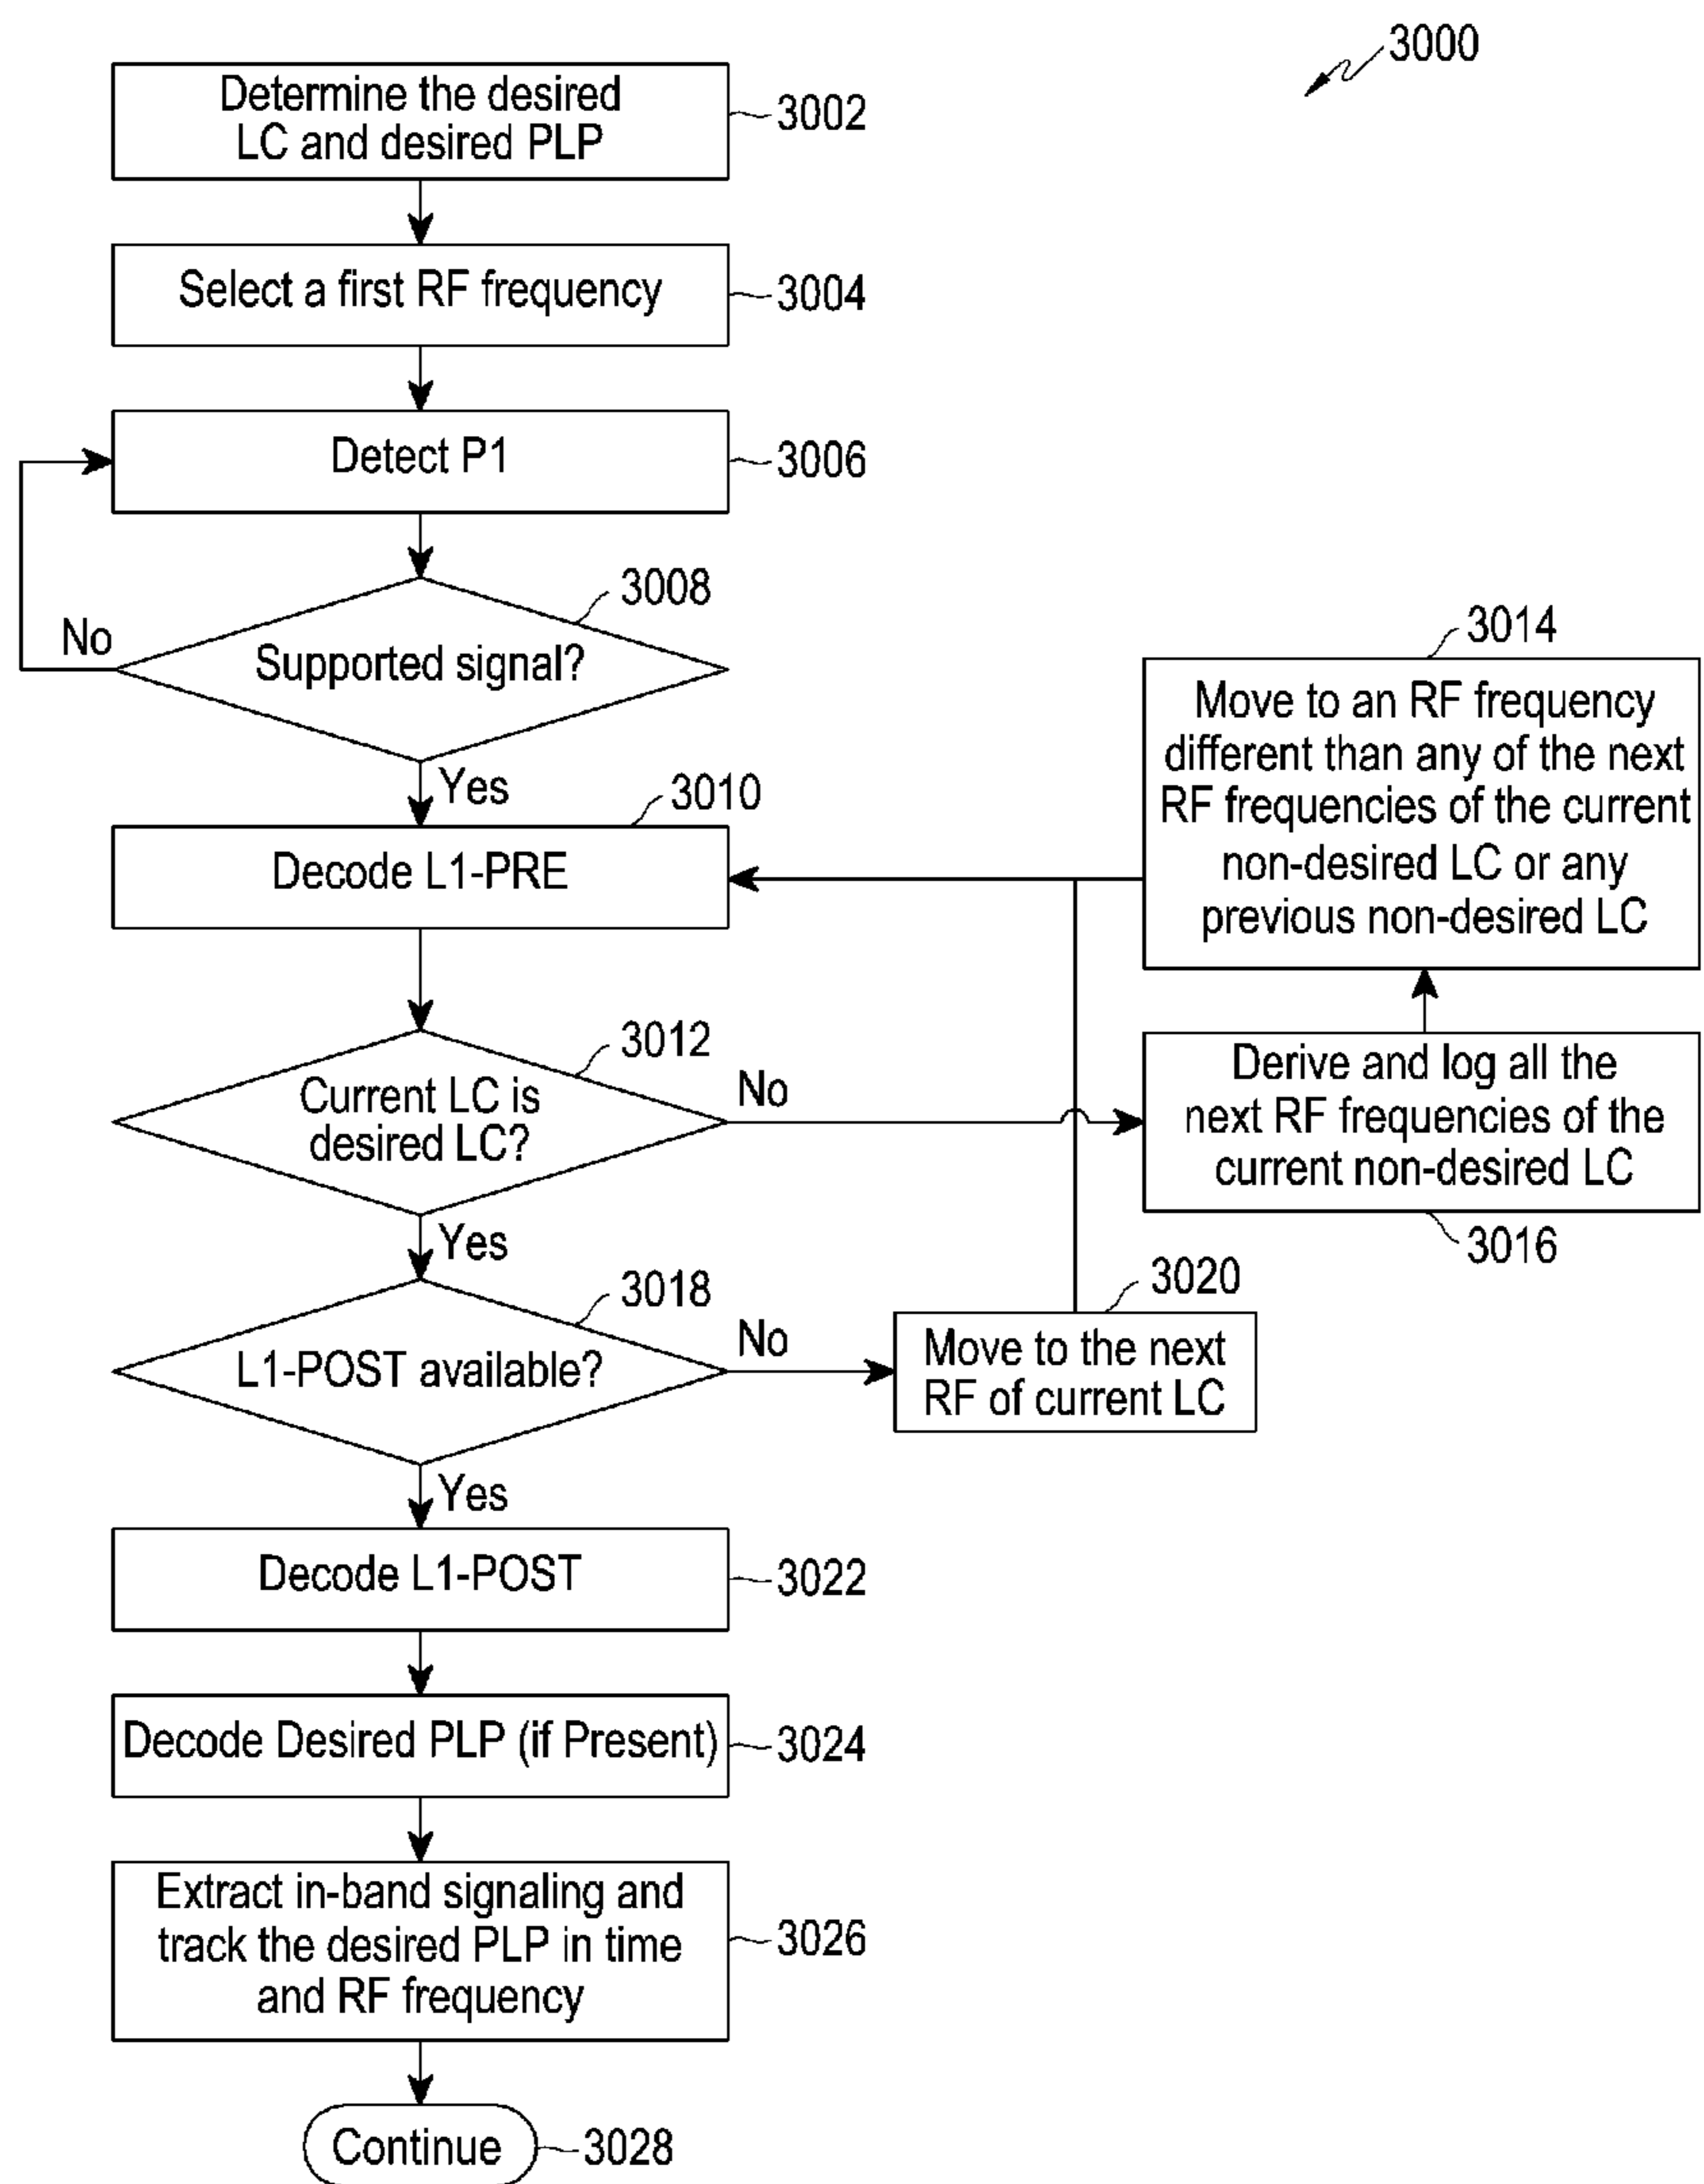 3000
Determine the desired
LC and desired PLP
3002
Select a first RF frequency
3004
Detect P1
3006
3008
Supported signal?
No
Yes
3010
Decode L1-PRE
3014
Move to an RF frequency
different than any of the next
RF frequencies of the current
non-desired LC or any
previous non-desired LC
3012
Current LC is
desired LC?
No
Yes
Derive and log all the
next RF frequencies of the
current non-desired LC
3016
3018
L1-POST available?
No
Yes
3020
Move to the next
RF of current LC
Decode L1-POST
3022
Decode Desired PLP (if Present)
3024
Extract in-band signaling and
track the desired PLP in time
and RF frequency
3026
Continue
3028